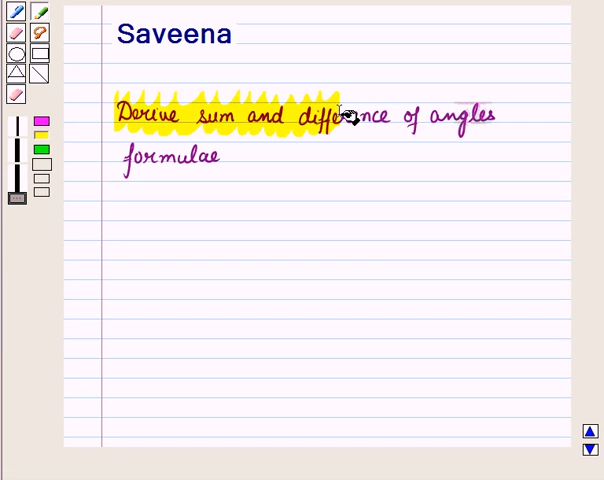 Saveena
Derive sum and difference of angles
formulae